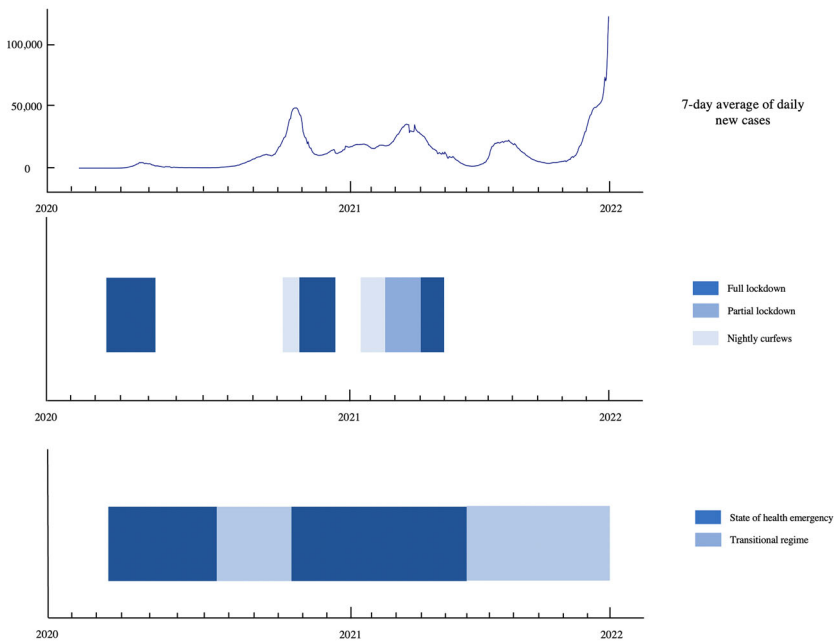 100,000
50,000
0
7-day average of daily
new cases
2020
2021
2022
Full lockdown
Partial lockdown
Nightly curfews
2020
2021
2022
State of health emergency
Transitional regime
2020
2021
2022